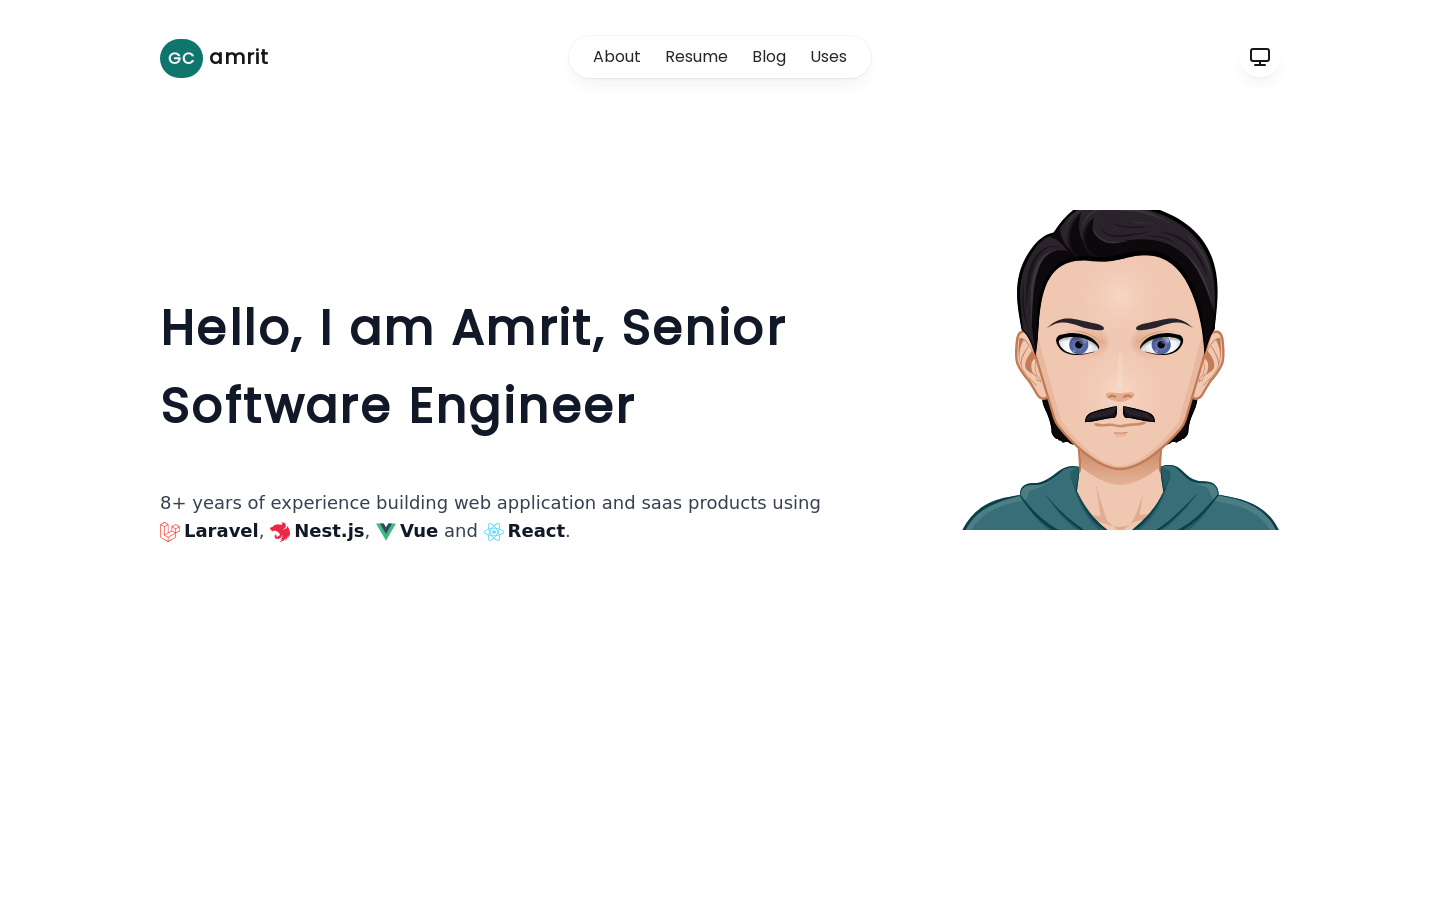 GC amrit
About Resume Blog Uses
Hello, I am Amrit, Senior
Software Engineer
8+ years of experience building web application and saas products using
Laravel, Nest.js, Vue and React.